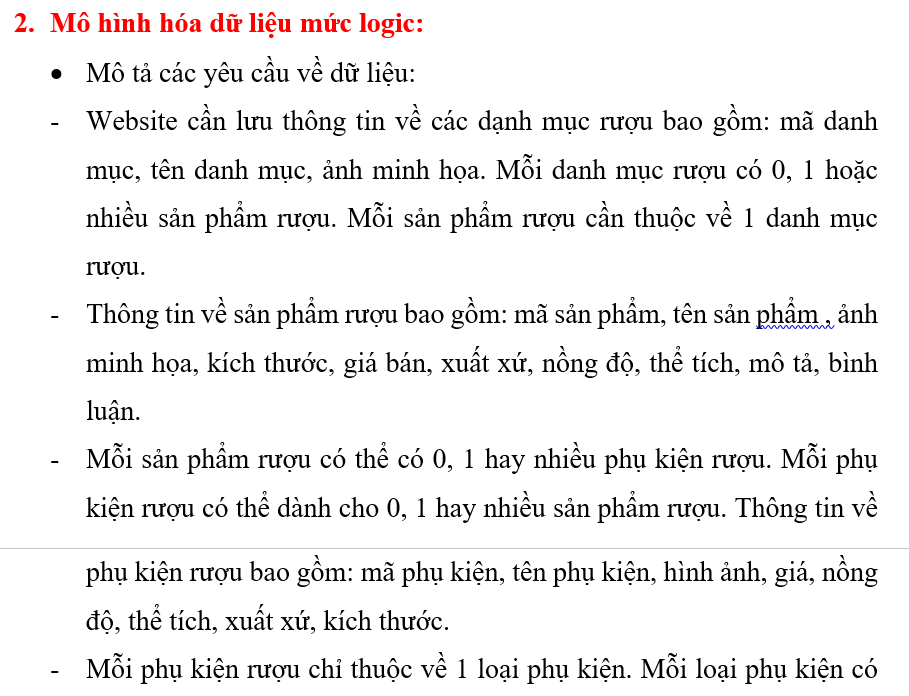 2. Mô hình hóa dữ liệu mức logic:
• Mô tả các yêu cầu về dữ liệu:
- Website cần lưu thông tin về các dạnh mục rượu bao gồm: mã danh
mục, tên danh mục, ảnh minh họa. Mỗi danh mục rượu có 0, 1 hoặc
nhiều sản phẩm rượu. Mỗi sản phẩm rượu cần thuộc về 1 danh mục
rượu.
- Thông tin về sản phẩm rượu bao gồm: mã sản phẩm, tên sản phẩm , ảnh
minh họa, kích thước, giá bán, xuất xứ, nồng độ, thể tích, mô tả, bình
luận.
- Mỗi sản phẩm rượu có thể có 0, 1 hay nhiều phụ kiện rượu. Mỗi phụ
kiện rượu có thể dành cho 0, 1 hay nhiều sản phẩm rượu. Thông tin về
phụ kiện rượu bao gồm: mã phụ kiện, tên phụ kiện, hình ảnh, giá, nồng
độ, thể tích, xuất xứ, kích thước.
- Mỗi phụ kiện rượu chỉ thuộc về 1 loại phụ kiện. Mỗi loại phụ kiện có